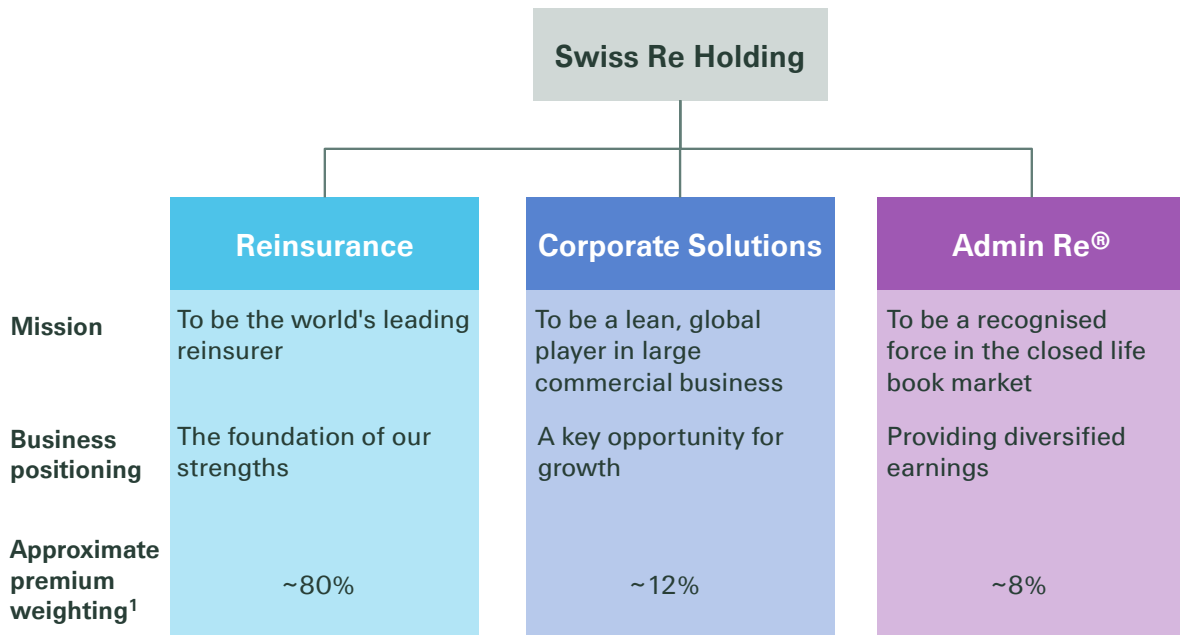 Swiss Re Holding
Reinsurance
Corporate Solutions
Admin Re®
Mission
To be the world's leading
reinsurer
To be a lean, global
player in large
commercial business
To be a recognised
force in the closed life
book market
Business
positioning
The foundation of our
strengths
A key opportunity for
growth
Providing diversified
earnings
Approximate
premium
weighting¹
~80%
~12%
~8%